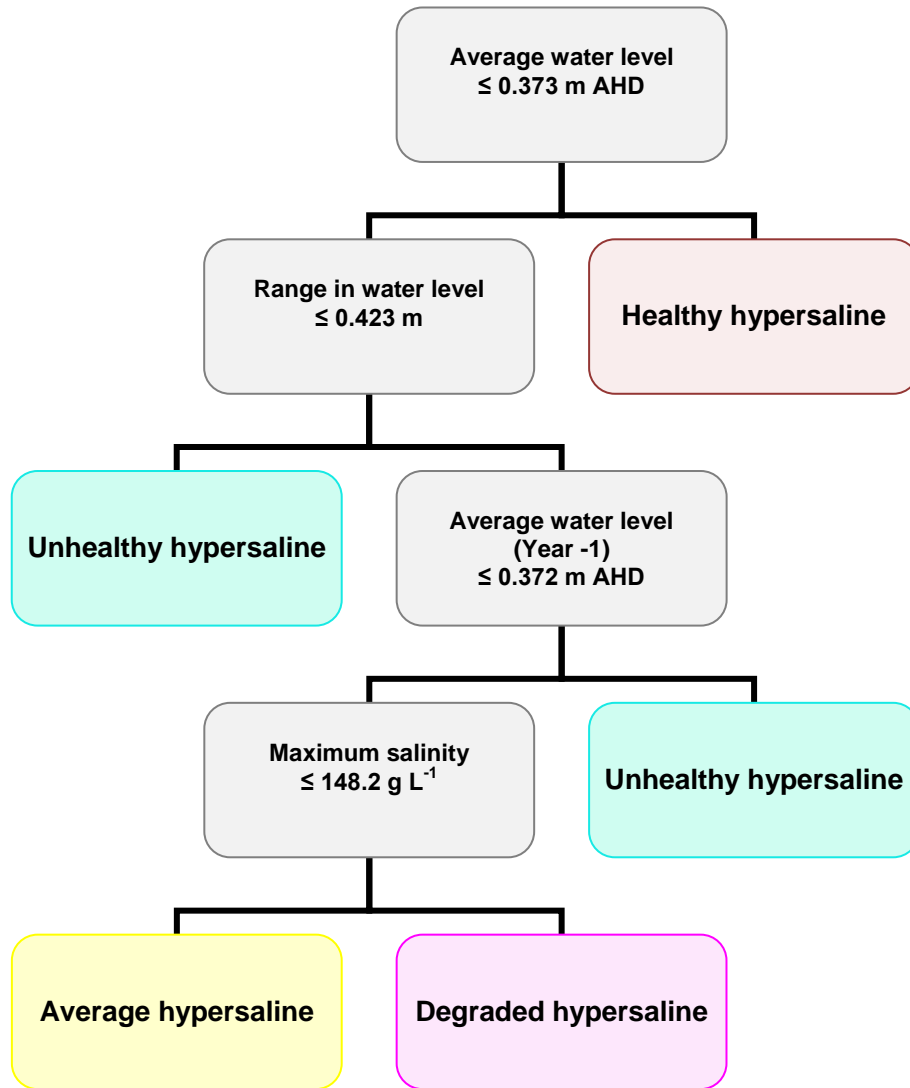 Average water level
≤ 0.373 m AHD
Range in water level
≤ 0.423 m
Healthy hypersaline
Unhealthy hypersaline
Average water level
(Year -1)
≤ 0.372 m AHD
Maximum salinity
≤ 148.2 g L⁻¹
Unhealthy hypersaline
Average hypersaline
Degraded hypersaline